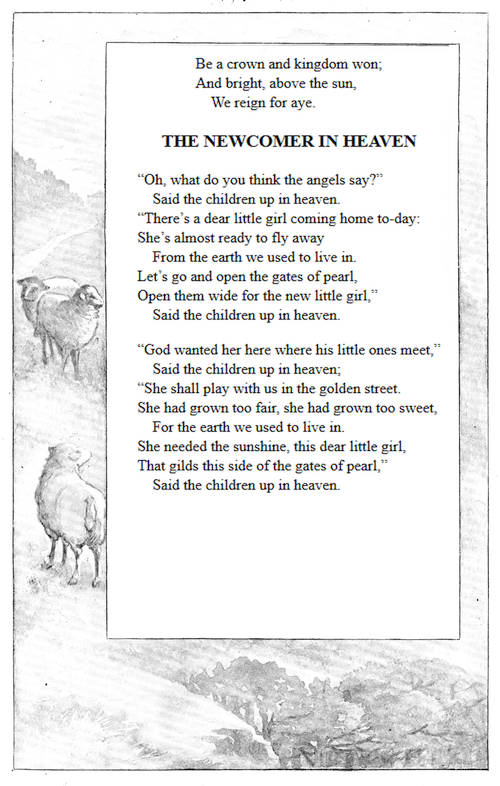 Be a crown and kingdom won;
And bright, above the sun,
We reign for aye.
THE NEWCOMER IN HEAVEN
“Oh, what do you think the angels say?”
Said the children up in heaven.
“There’s a dear little girl coming home to-day:
She’s almost ready to fly away
From the earth we used to live in.
Let’s go and open the gates of pearl,
Open them wide for the new little girl,”
Said the children up in heaven.
“God wanted her here where his little ones meet,”
Said the children up in heaven;
“She shall play with us in the golden street.
She had grown too fair, she had grown too sweet,
For the earth we used to live in.
She needed the sunshine, this dear little girl,
That gilds this side of the gates of pearl,”
Said the children up in heaven.